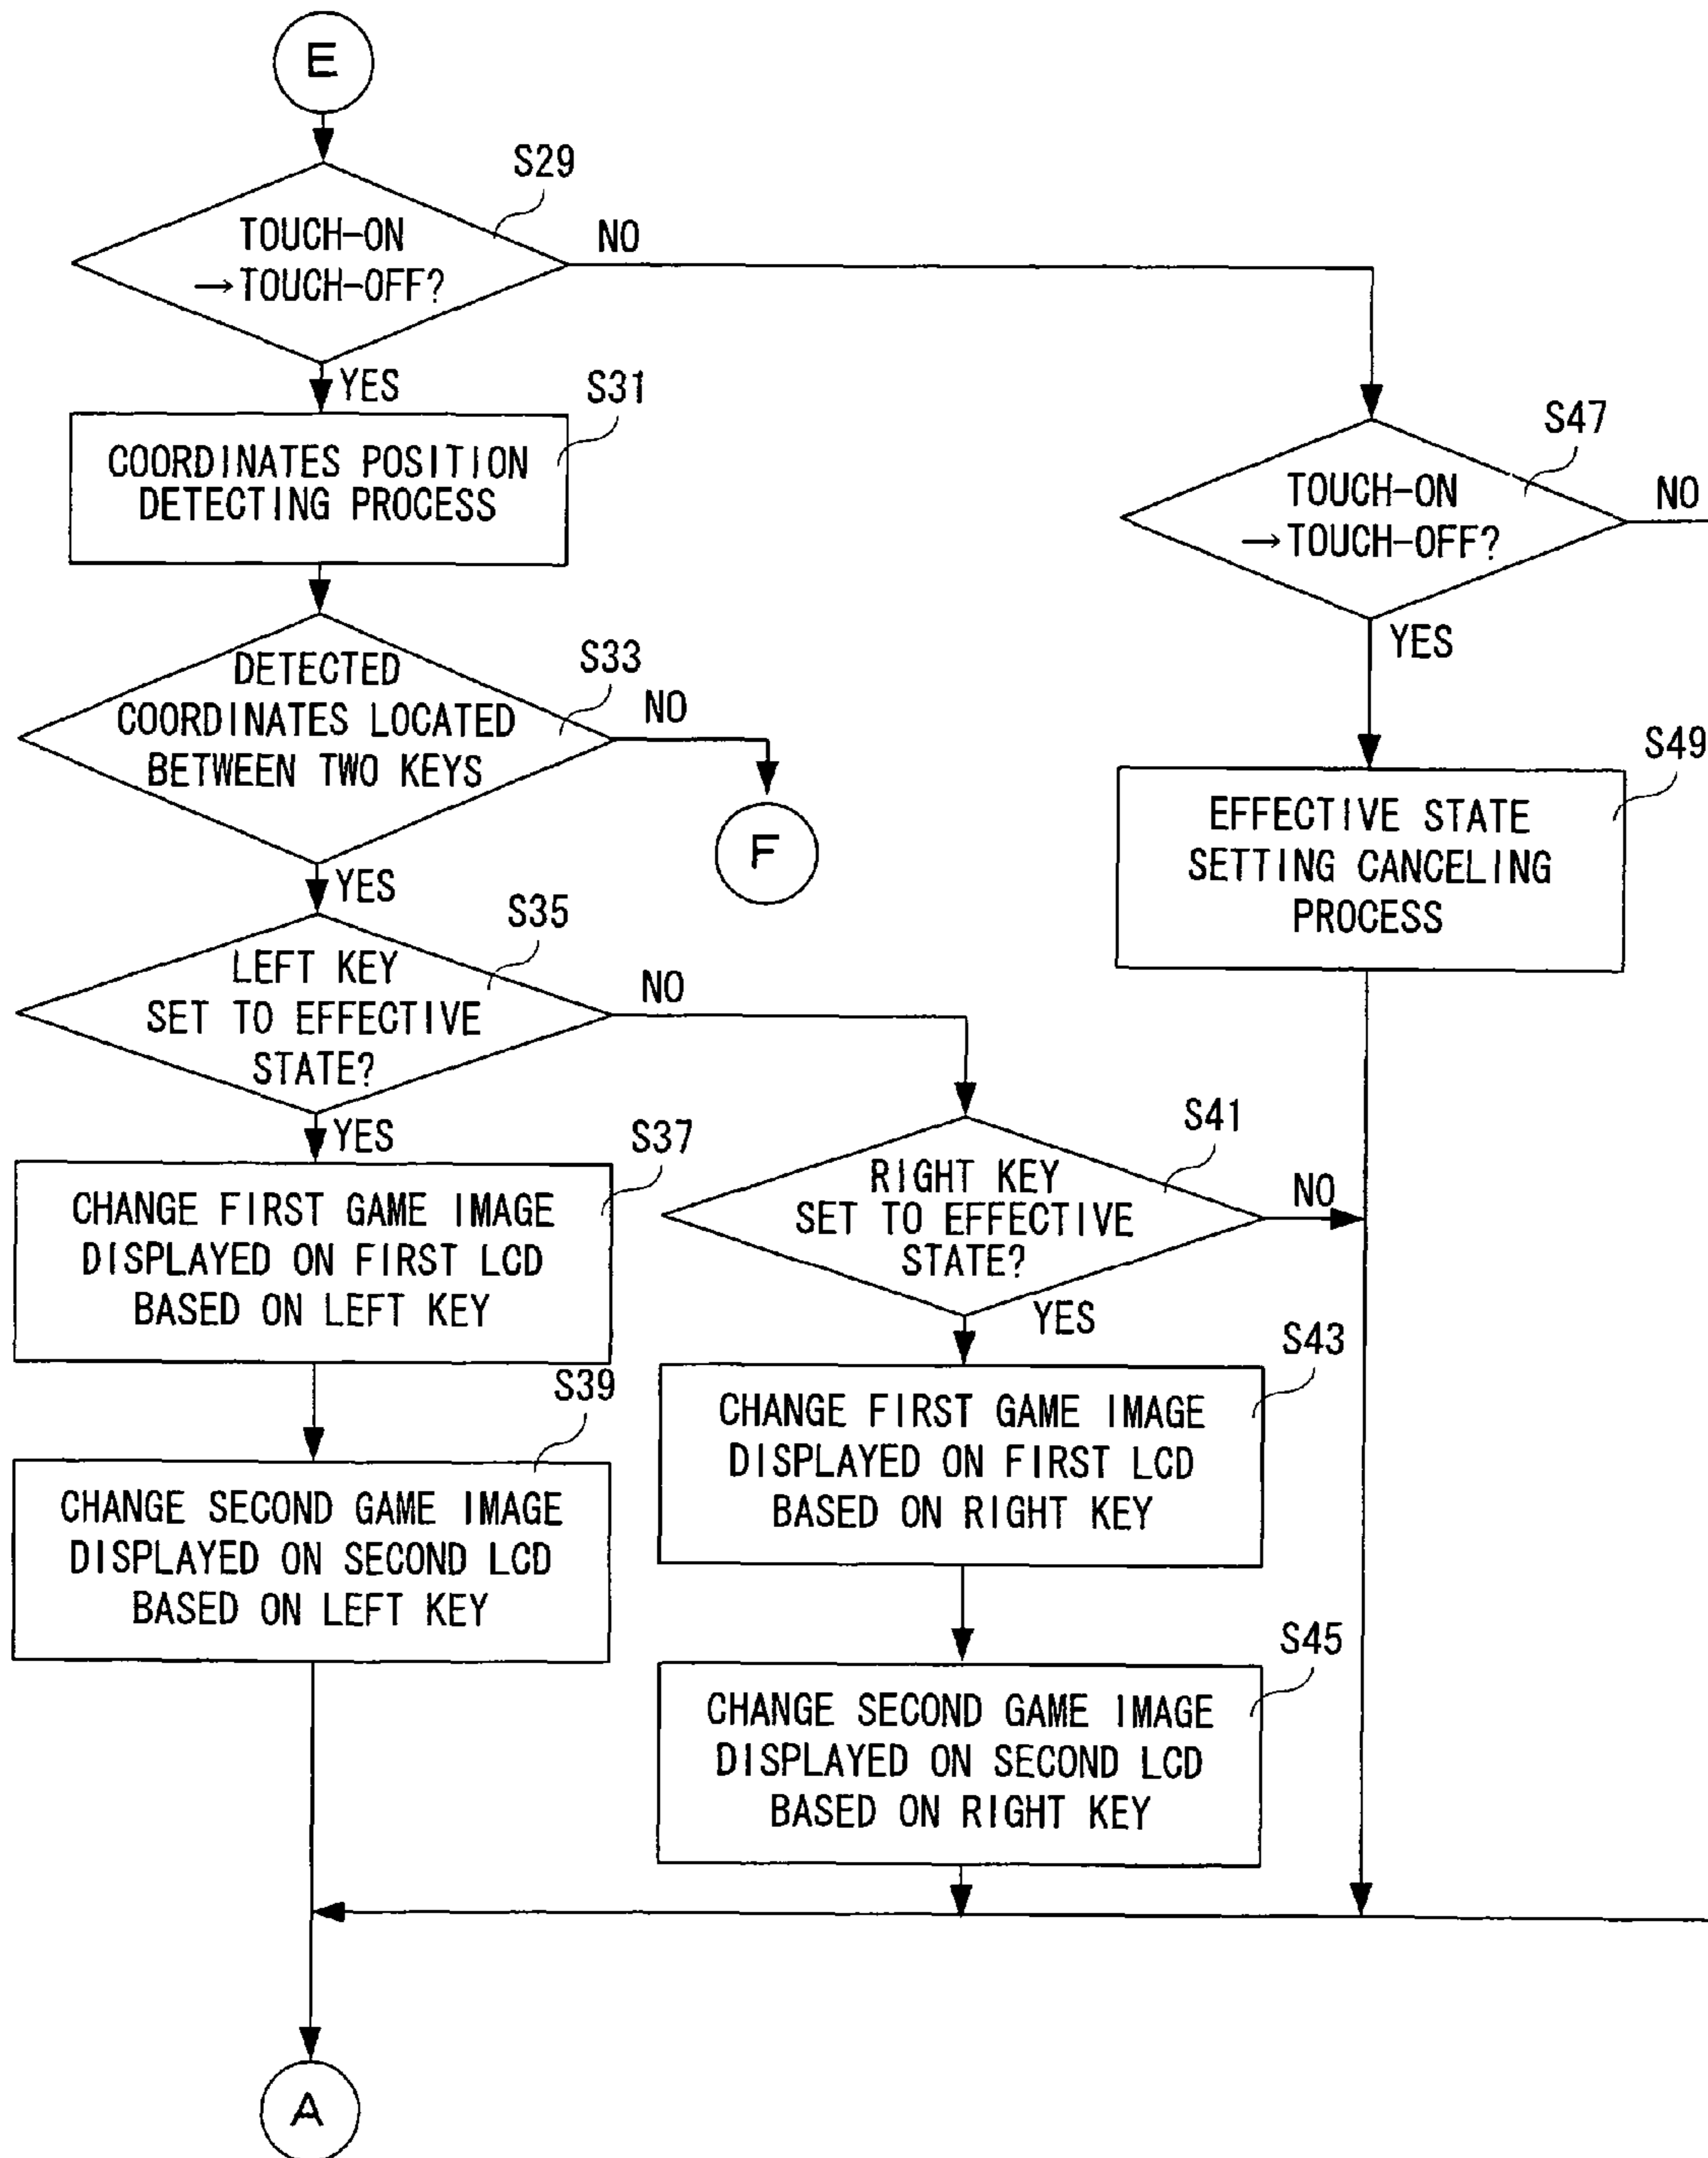 E
S29
TOUCH-ON
→TOUCH-OFF?
NO
YES
S31
COORDINATES POSITION
DETECTING PROCESS
S47
TOUCH-ON
→TOUCH-OFF?
NO
YES
S33
DETECTED
COORDINATES LOCATED
BETWEEN TWO KEYS
NO
F
YES
S49
EFFECTIVE STATE
SETTING CANCELING
PROCESS
S35
LEFT KEY
SET TO EFFECTIVE
STATE?
NO
YES
S41
RIGHT KEY
SET TO EFFECTIVE
STATE?
NO
YES
S37
CHANGE FIRST GAME IMAGE
DISPLAYED ON FIRST LCD
BASED ON LEFT KEY
S43
CHANGE FIRST GAME IMAGE
DISPLAYED ON FIRST LCD
BASED ON RIGHT KEY
S39
CHANGE SECOND GAME IMAGE
DISPLAYED ON SECOND LCD
BASED ON LEFT KEY
S45
CHANGE SECOND GAME IMAGE
DISPLAYED ON SECOND LCD
BASED ON RIGHT KEY
A